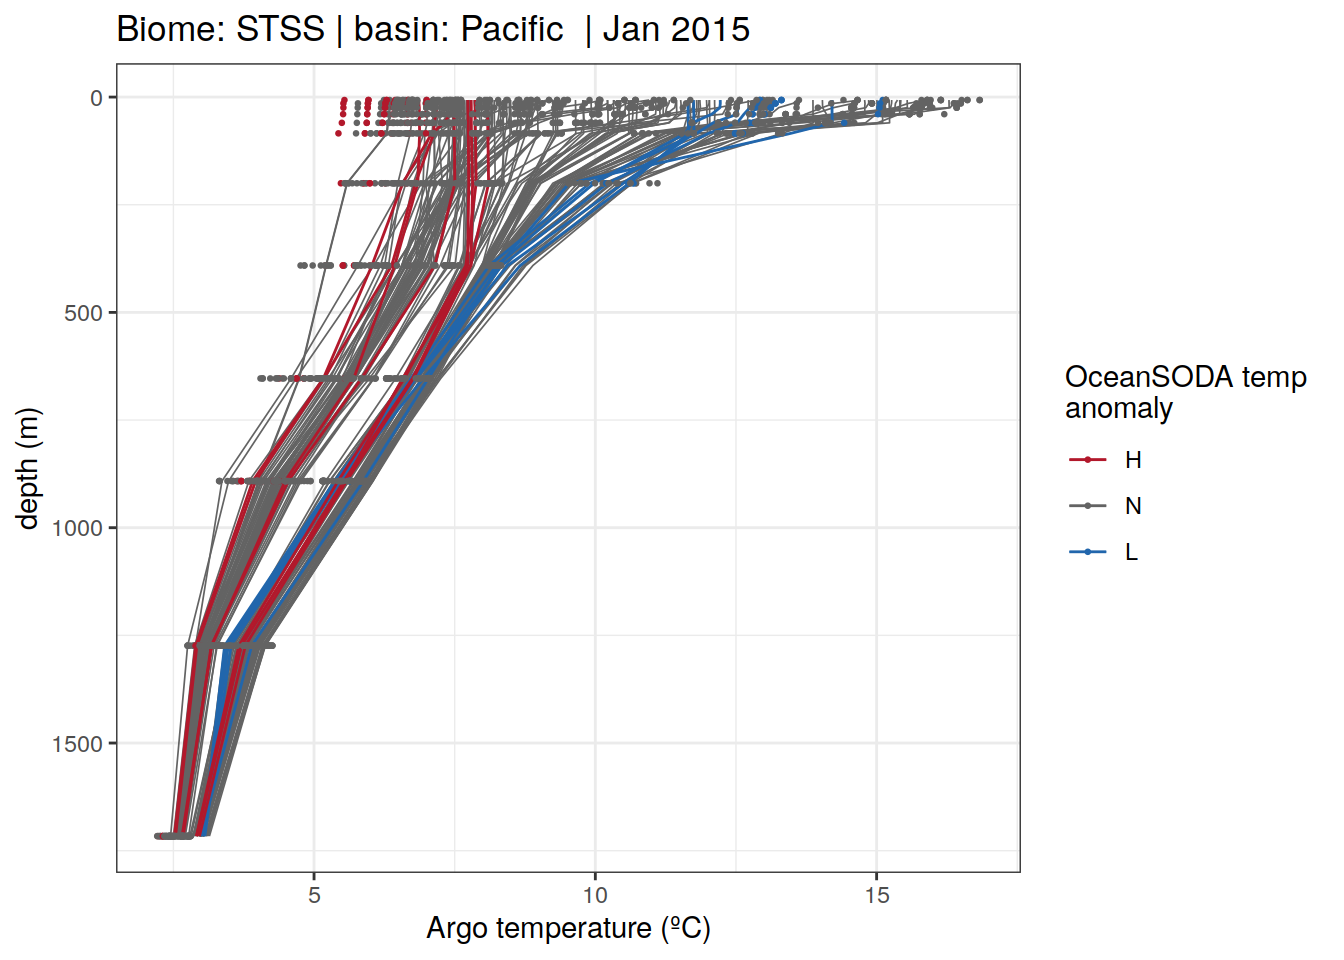 Biome: STSS | basin: Pacific  | Jan 2015
0
500
1000
1500
depth (m)
5
10
15
Argo temperature (ºC)
OceanSODA temp
anomaly
H
N
L